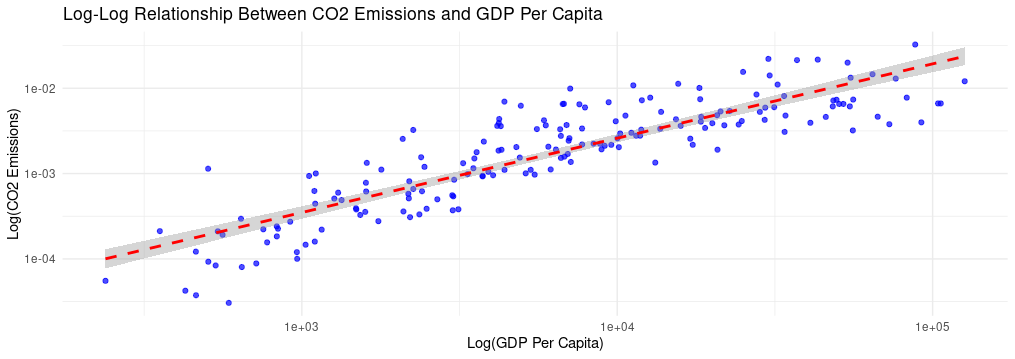 Log-Log Relationship Between CO2 Emissions and GDP Per Capita
Log(CO2 Emissions)
1e-02
1e-03
1e-04
1e+03
1e+04
1e+05
Log(GDP Per Capita)